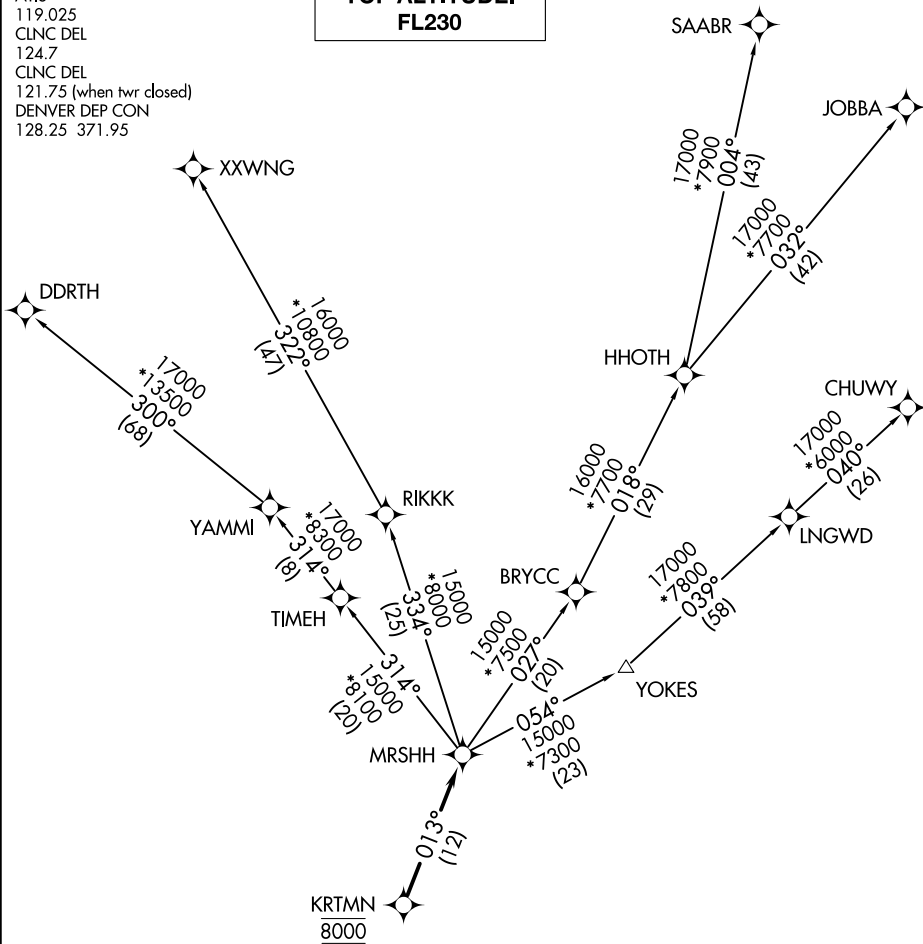 119.025
CLNC DEL
124.7
CLNC DEL
121.75 (when twr closed)
DENVER DEP CON
128.25 371.95
FL230
SAABR
JOBBA
17000
*7900
004°
(43)
17000
*7700
032°
(42)
XXWNG
DDRTH
16000
*10800
322°
(47)
17000
*13500
300°
(68)
HHOTH
CHUWY
17000
*6000
040°
(26)
16000
*7700
018°
(29)
RIKKK
YAMMI
LNGWD
17000
*8300
314°
(8)
BRYCC
17000
*7800
039°
(58)
TIMEH
15000
*8000
334°
(25)
15000
*7500
027°
(20)
314°
15000
*8100
(20)
YOKES
054°
15000
*7300
(23)
MRSHH
013°
(12)
KRTMN
8000